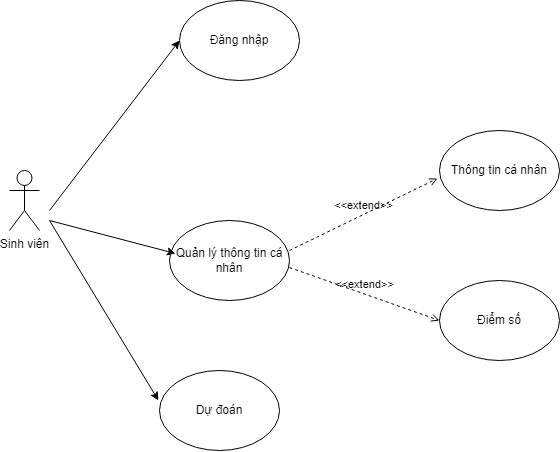 Đăng nhập
Thông tin cá nhân
<<extend>>
Sinh viên
Quản lý thông tin cá
nhân
<<extend>>
Điểm số
Dự đoán